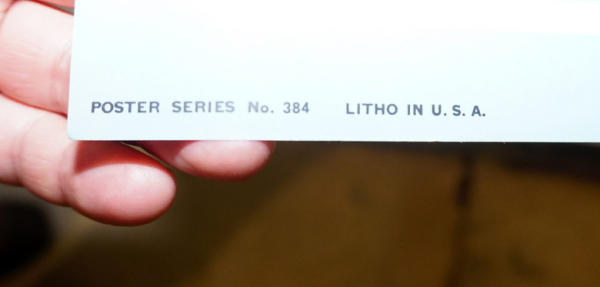 POSTER SERIES No. 384 LITHO IN U. S. A.